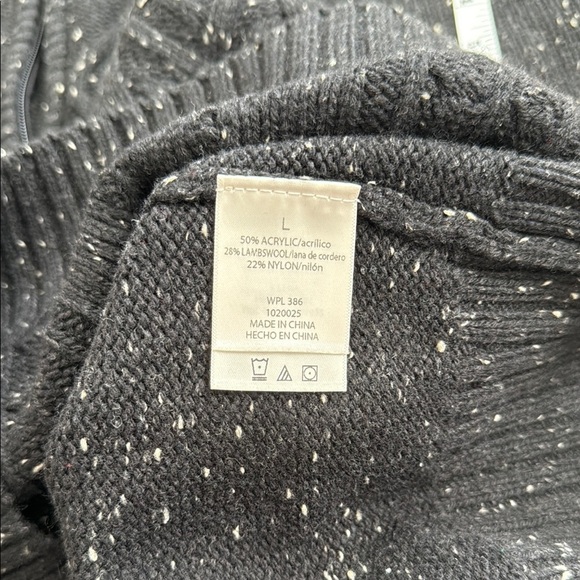 L
50% ACRYLIC/acrílico
28% LAMBSWOOL/lana de cordero
22% NYLON/nilón
WPL 386
1020025
MADE IN CHINA
HECHO EN CHINA